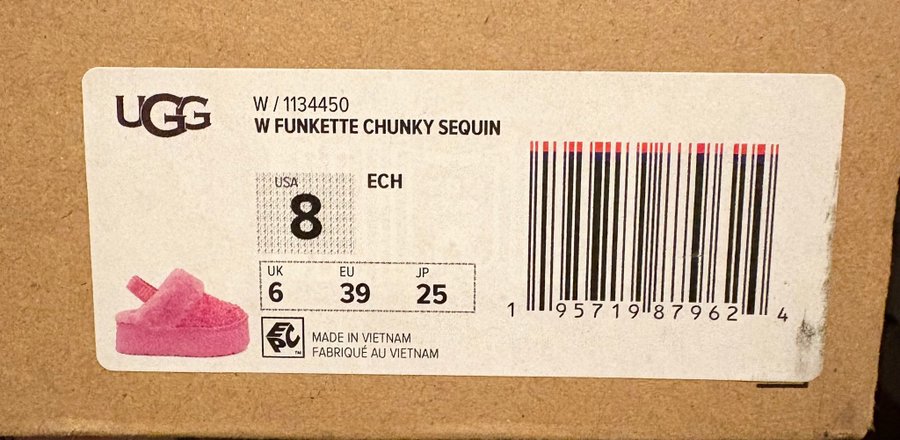 UGG
W / 1134450
W FUNKETTE CHUNKY SEQUIN
USA
8
ECH
UK EU JP
6 39 25
EPC™
MADE IN VIETNAM
FABRIQUÉ AU VIETNAM
1 95719 87962 4